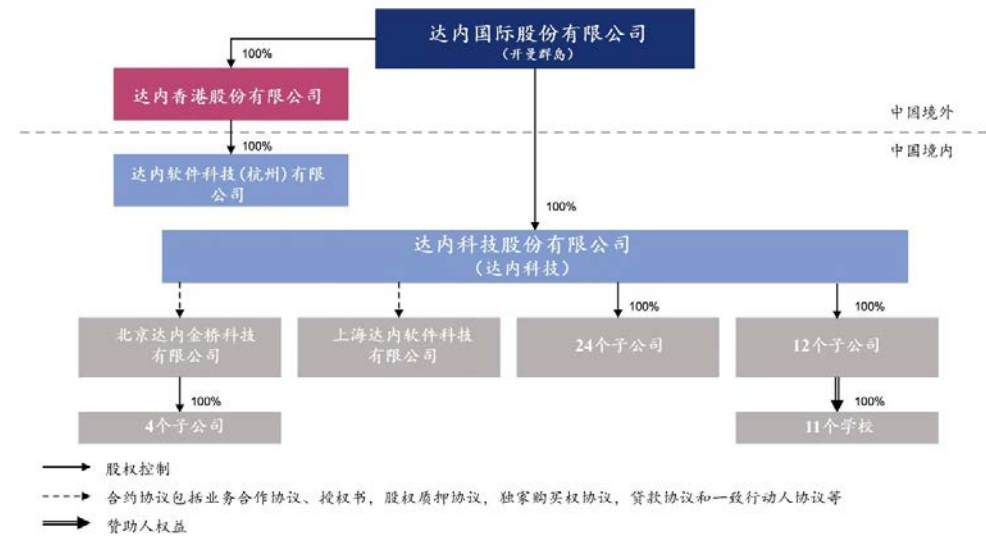 达内国际股份有限公司
(开曼群岛)
100%
达内香港股份有限公司
中国境外
100%
中国境内
达内软件科技(杭州)有限
公司
100%
达内科技股份有限公司
(达内科技)
100%
100%
北京达内金桥科技
有限公司
上海达内软件科技
有限公司
24个子公司
12个子公司
100%
100%
4个子公司
11个学校
股权控制
合约协议包括业务合作协议、授权书,股权质押协议,独家购买权协议,贷款协议和一致行动人协议等
赞助人权益